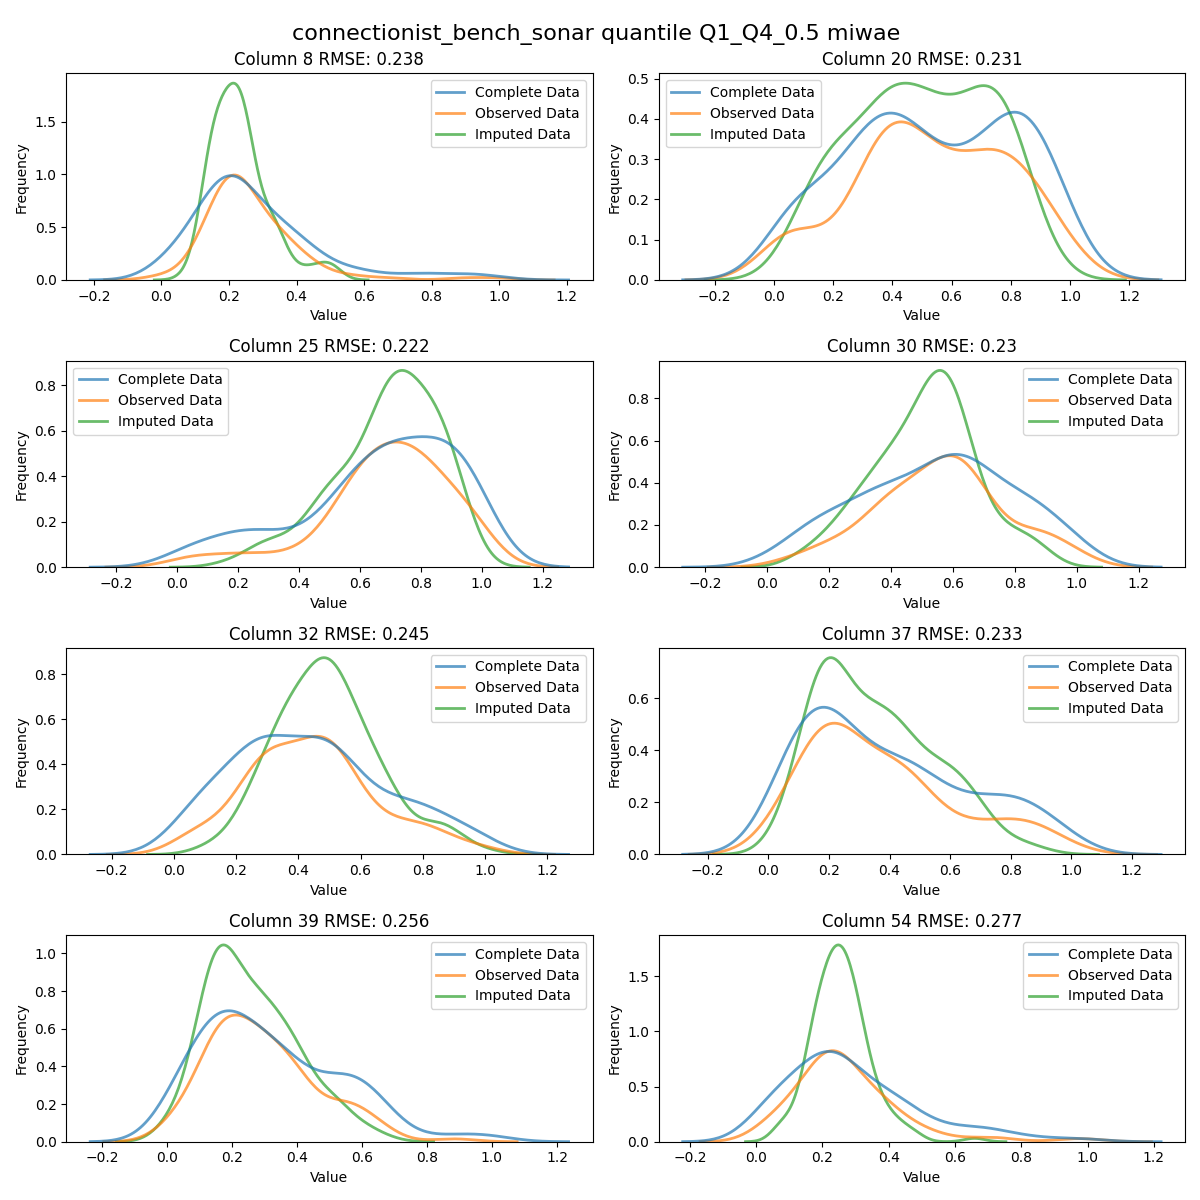 connectionist_bench_sonar quantile Q1_Q4_0.5 miwae
Column 8 RMSE: 0.238
Frequency
1.5
1.0
0.5
0.0
Complete Data
Observed Data
Imputed Data
−0.2 0.0 0.2 0.4 0.6 0.8 1.0 1.2
Value
Column 20 RMSE: 0.231
Frequency
0.5
0.4
0.3
0.2
0.1
0.0
Complete Data
Observed Data
Imputed Data
−0.2 0.0 0.2 0.4 0.6 0.8 1.0 1.2
Value
Column 25 RMSE: 0.222
Frequency
0.8
0.6
0.4
0.2
0.0
Complete Data
Observed Data
Imputed Data
−0.2 0.0 0.2 0.4 0.6 0.8 1.0 1.2
Value
Column 30 RMSE: 0.23
Frequency
0.8
0.6
0.4
0.2
0.0
Complete Data
Observed Data
Imputed Data
−0.2 0.0 0.2 0.4 0.6 0.8 1.0 1.2
Value
Column 32 RMSE: 0.245
Frequency
0.8
0.6
0.4
0.2
0.0
Complete Data
Observed Data
Imputed Data
−0.2 0.0 0.2 0.4 0.6 0.8 1.0 1.2
Value
Column 37 RMSE: 0.233
Frequency
0.6
0.4
0.2
0.0
Complete Data
Observed Data
Imputed Data
−0.2 0.0 0.2 0.4 0.6 0.8 1.0 1.2
Value
Column 39 RMSE: 0.256
Frequency
1.0
0.8
0.6
0.4
0.2
0.0
Complete Data
Observed Data
Imputed Data
−0.2 0.0 0.2 0.4 0.6 0.8 1.0 1.2
Value
Column 54 RMSE: 0.277
Frequency
1.5
1.0
0.5
0.0
Complete Data
Observed Data
Imputed Data
−0.2 0.0 0.2 0.4 0.6 0.8 1.0 1.2
Value